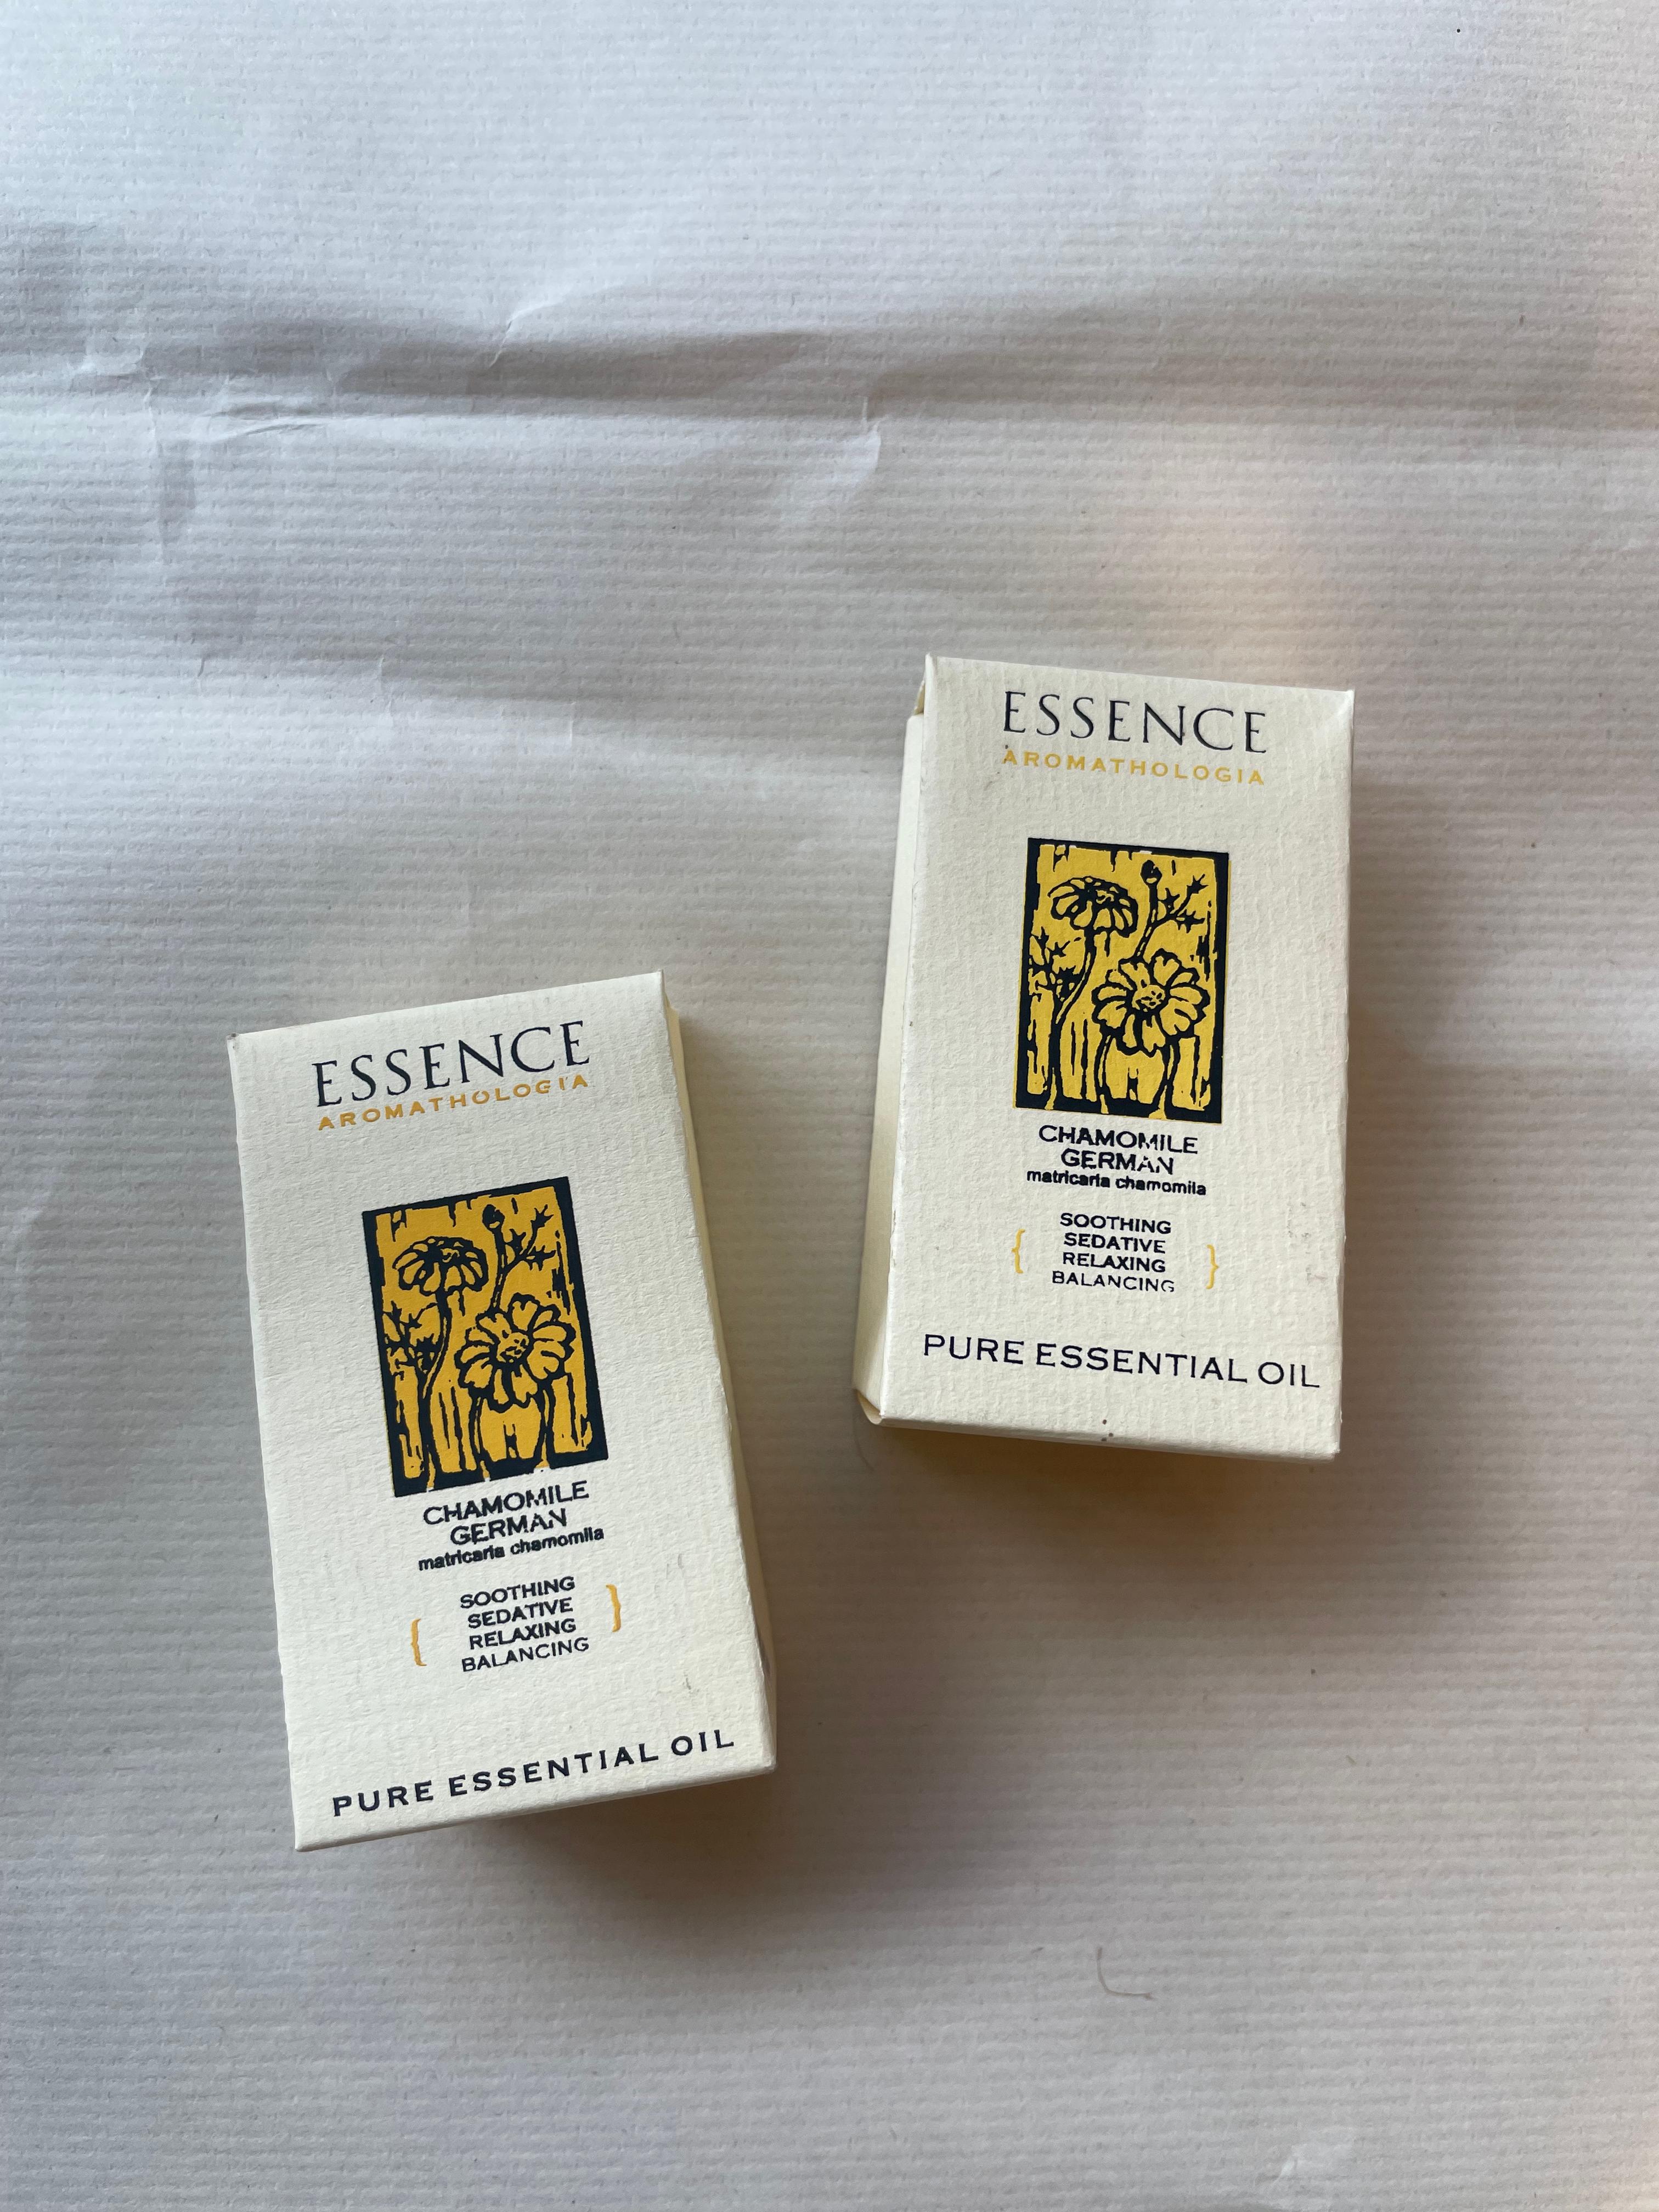 ESSENCE
AROMATHOLOGIA
CHAMOMILE
GERMAN
matricaria chamomila
{ SOOTHING
SEDATIVE
RELAXING
BALANCING }
PURE ESSENTIAL OIL
ESSENCE
AROMATHOLOGIA
CHAMOMILE
GERMAN
matricaria chamomila
{ SOOTHING
SEDATIVE
RELAXING
BALANCING }
PURE ESSENTIAL OIL